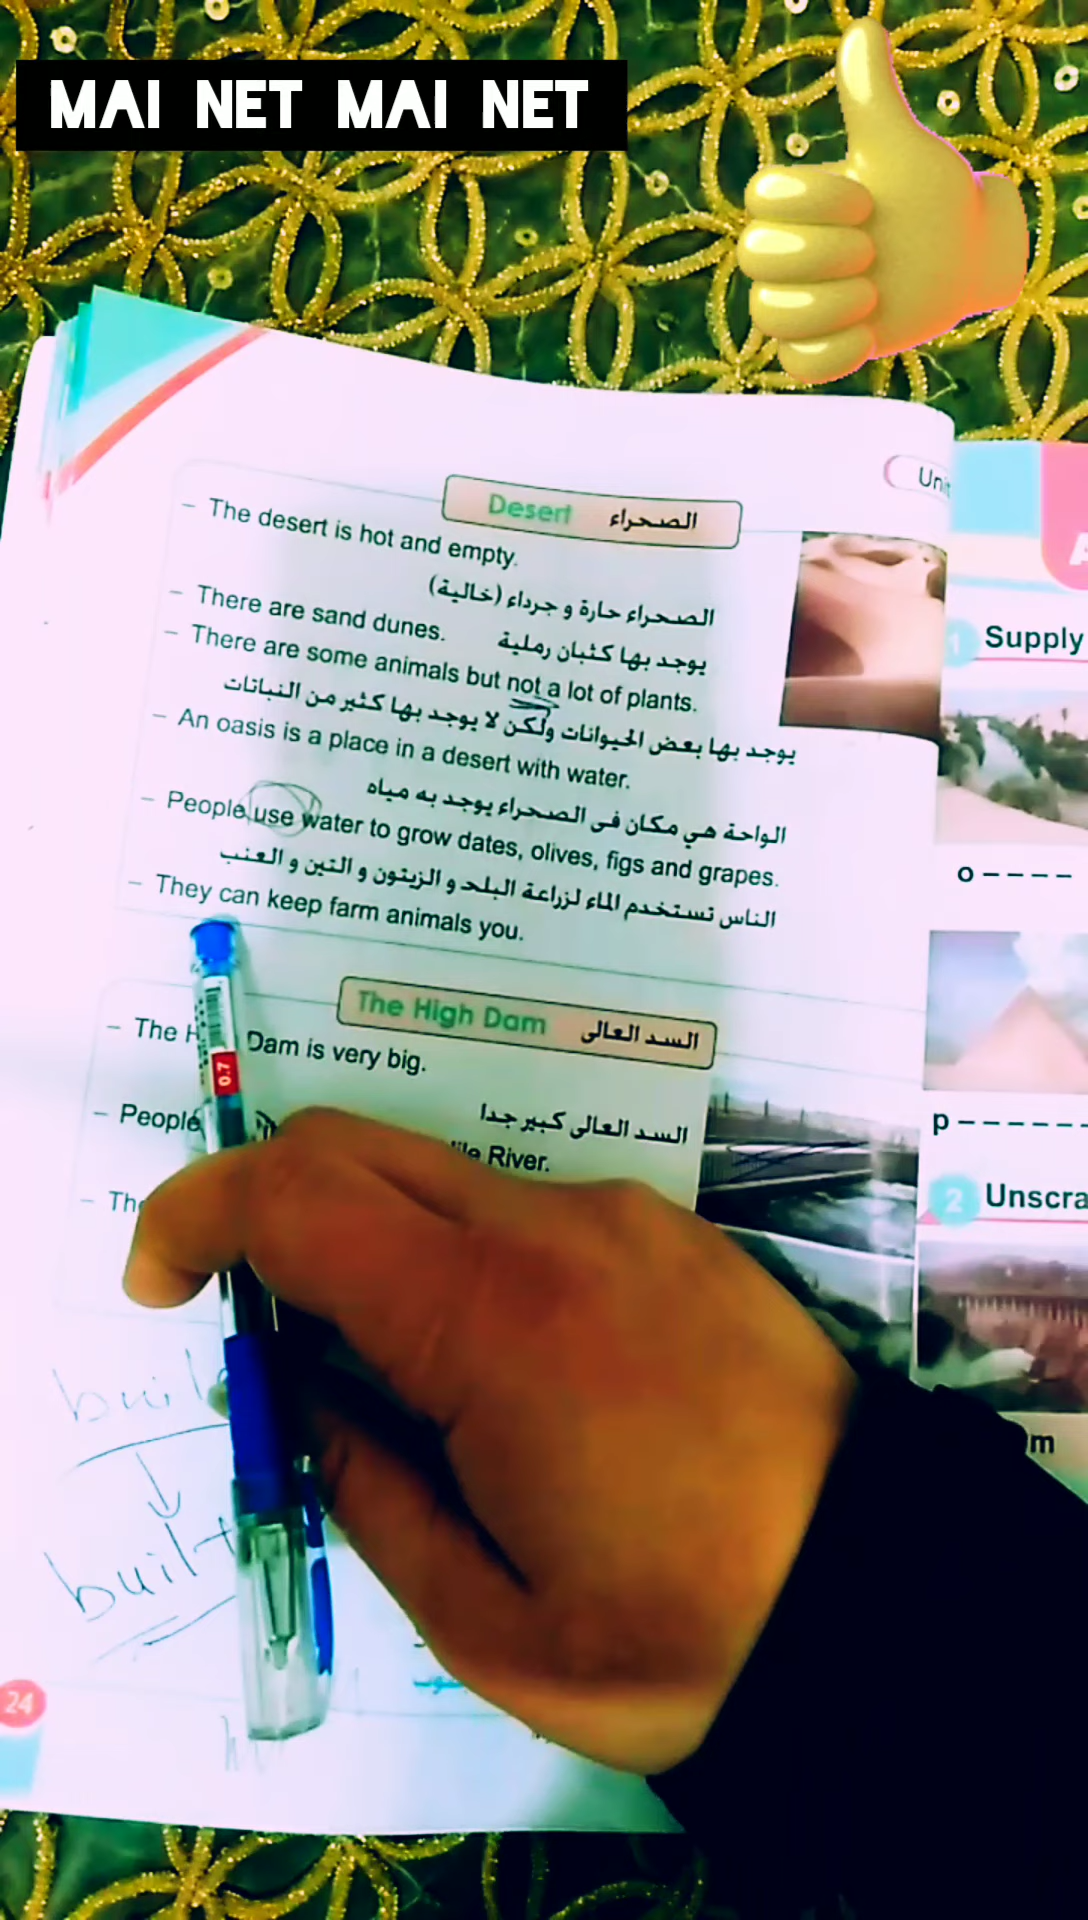 MAI NET MAI NET
Unit
Desert الصحراء
– The desert is hot and empty.
الصحراء حارة و جرداء (خالية)
– There are sand dunes. يوجد بها كثبان رملية
– There are some animals but not a lot of plants.
يوجد بها بعض الحيوانات ولكن لا يوجد بها كثير من النباتات
– An oasis is a place in a desert with water.
الواحة هي مكان فى الصحراء يوجد به مياه
– People use water to grow dates, olives, figs and grapes.
الناس تستخدم الماء لزراعة البلح و الزيتون و التين و العنب
– They can keep farm animals you.
The High Dam السد العالى
– The H Dam is very big.
السد العالى كبير جدا
– People River.
– The
built
24
1 Supply
o – – – –
p – – – – – –
2 Unscra
m